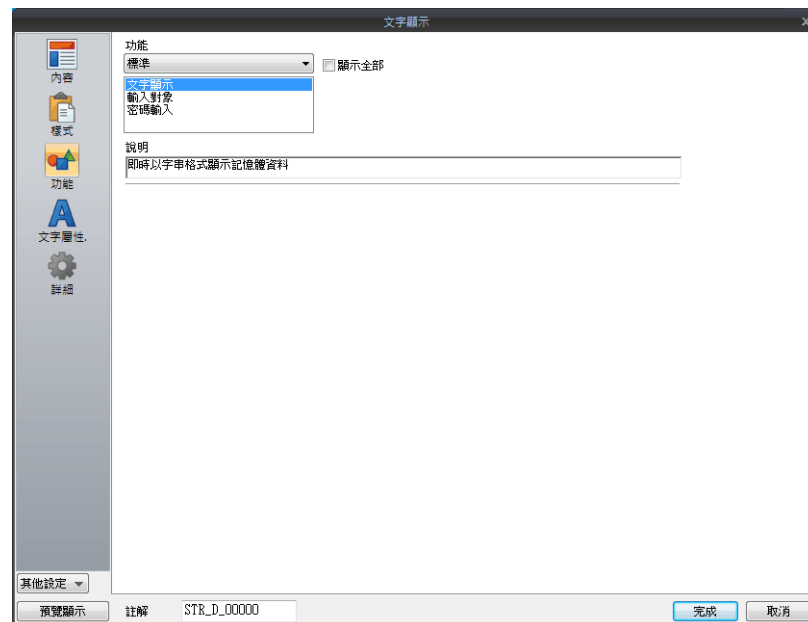 文字顯示
內容
樣式
功能
文字屬性.
詳細
功能
標準
顯示全部
文字顯示
輸入對象
密碼輸入
說明
即時以字串格式顯示記憶體資料
其他設定
預覽顯示
註解
STR_D_00000
完成
取消